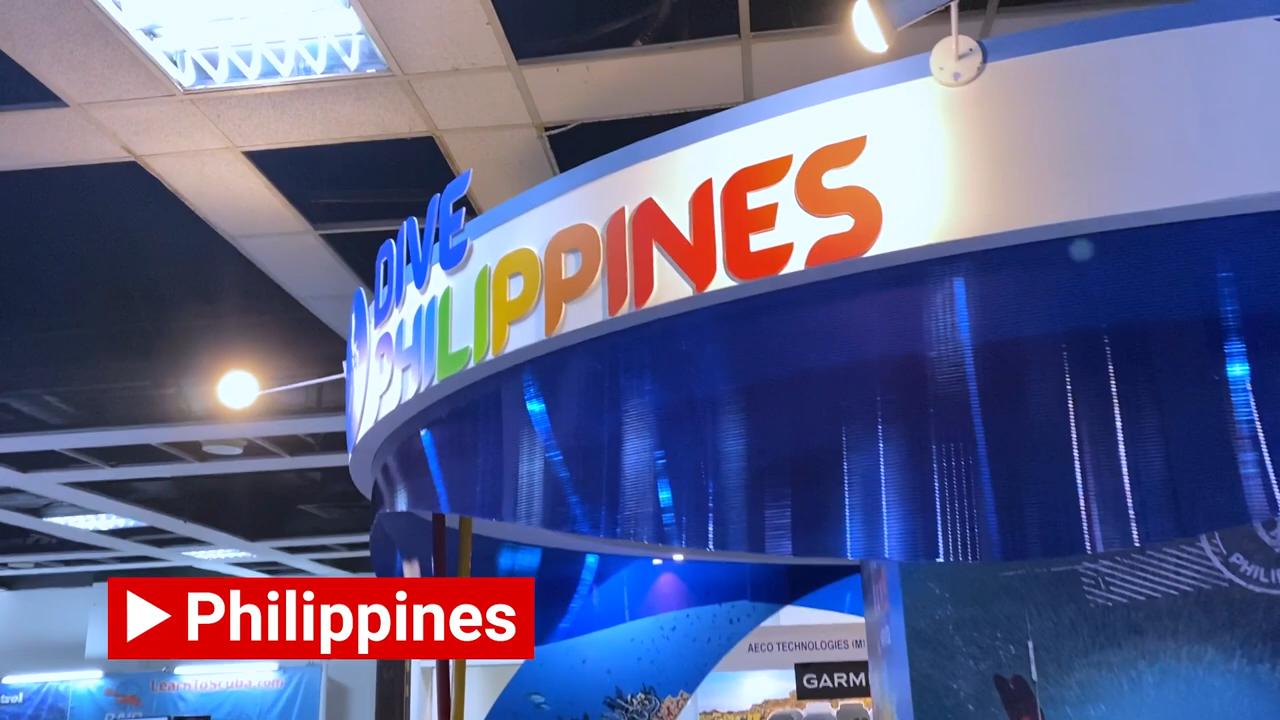 DIVE
PHILIPPINES
Philippines
AECO TECHNOLOGIES (M
GARM
LearnToScuba.com